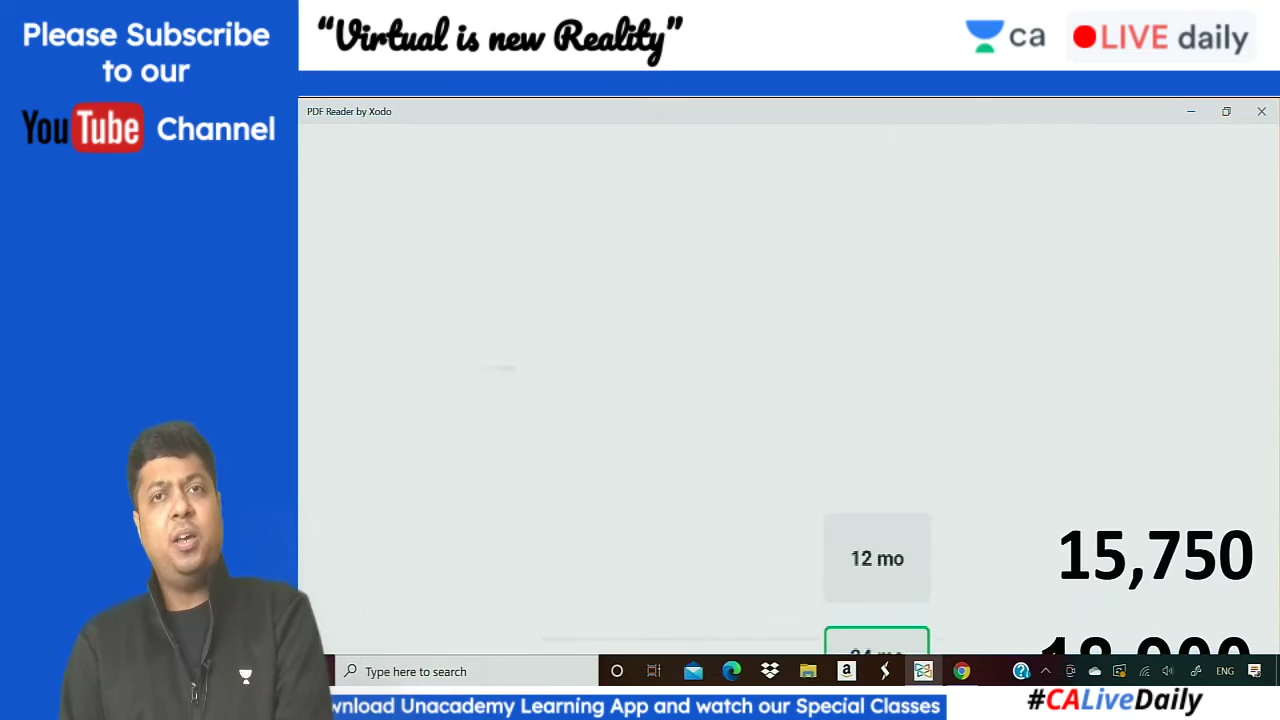 Please Subscribe
to our
YouTube Channel
“Virtual is new Reality”
ca
LIVE daily
PDF Reader by Xodo
12 mo
15,750
Type here to search
ENG
wnload Unacademy Learning App and watch our Special Classes
#CALiveDaily